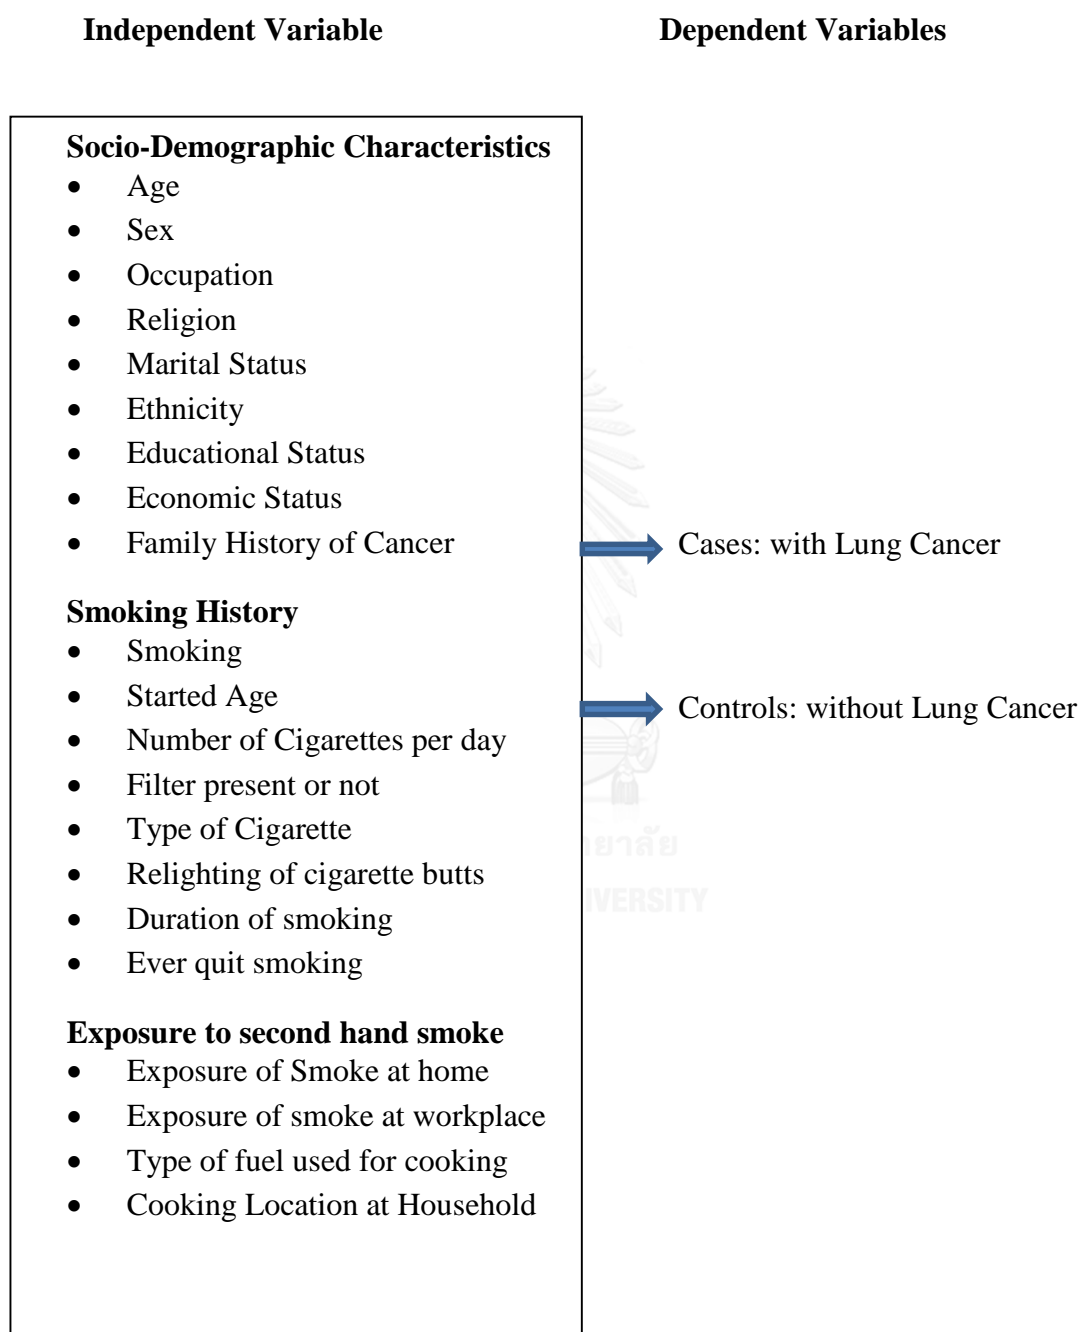 Independent Variable
Dependent Variables
Socio-Demographic Characteristics
• Age
• Sex
• Occupation
• Religion
• Marital Status
• Ethnicity
• Educational Status
• Economic Status
• Family History of Cancer
Cases: with Lung Cancer
Smoking History
• Smoking
• Started Age
Controls: without Lung Cancer
• Number of Cigarettes per day
• Filter present or not
• Type of Cigarette
• Relighting of cigarette butts
• Duration of smoking
• Ever quit smoking
Exposure to second hand smoke
• Exposure of Smoke at home
• Exposure of smoke at workplace
• Type of fuel used for cooking
• Cooking Location at Household